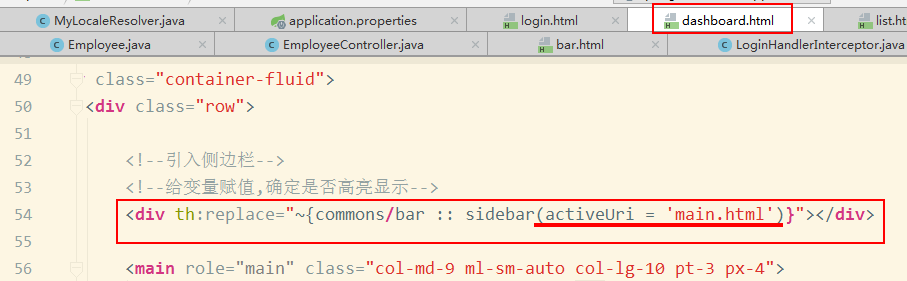 MyLocaleResolver.java application.properties login.html dashboard.html list.ht
Employee.java EmployeeController.java bar.html LoginHandlerInterceptor.java
49 class="container-fluid">
50 <div class="row">
51
52 <!--引入侧边栏-->
53 <!--给变量赋值,确定是否高亮显示-->
54 <div th:replace="~{commons/bar :: sidebar(activeUri = 'main.html')}"></div>
55
56 <main role="main" class="col-md-9 ml-sm-auto col-lg-10 pt-3 px-4">